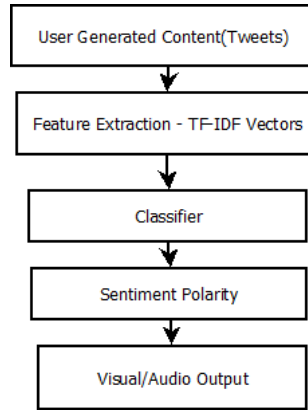 User Generated Content(Tweets)
Feature Extraction - TF-IDF Vectors
Classifier
Sentiment Polarity
Visual/Audio Output